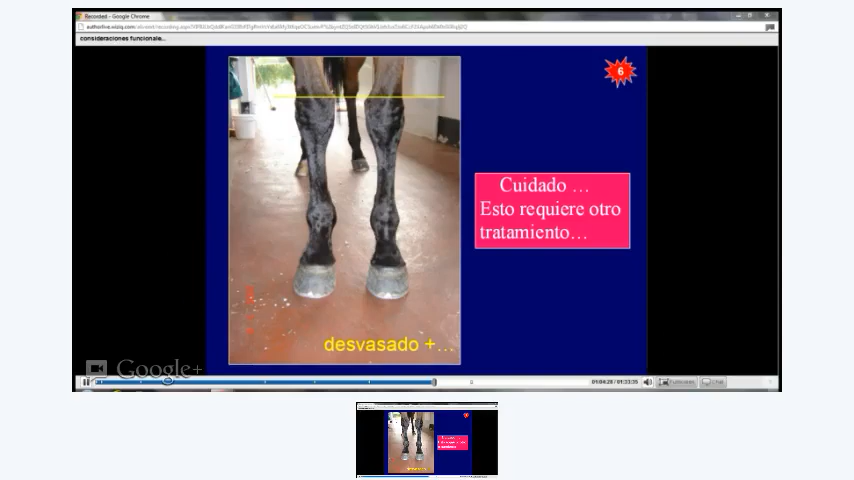 Recorded - Google Chrome
consideraciones funcionale...
6
Cuidado ...
Esto requiere otro
tratamiento...
desvasado +...
Google+
01:04:28 / 01:33:35
Chat